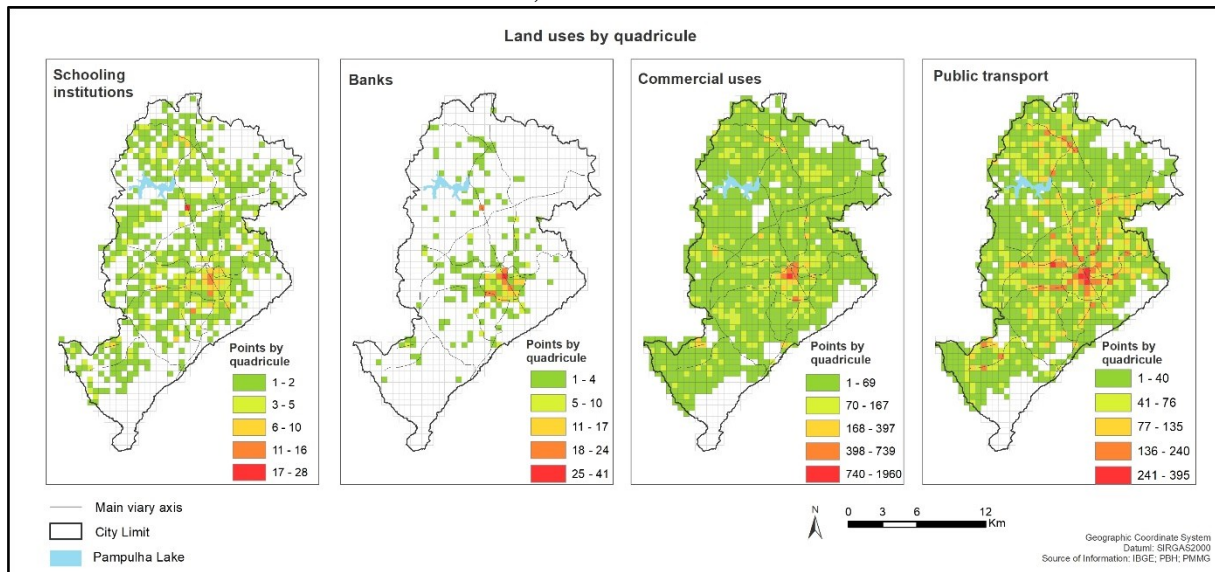 Land uses by quadricule
Schooling
institutions
Points by
quadricule
1 - 2
3 - 5
6 - 10
11 - 16
17 - 28
Banks
Points by
quadricule
1 - 4
5 - 10
11 - 17
18 - 24
25 - 41
Commercial uses
Points by
quadricule
1 - 69
70 - 167
168 - 397
398 - 739
740 - 1960
Public transport
Points by
quadricule
1 - 40
41 - 76
77 - 135
136 - 240
241 - 395
Main viary axis
City Limit
Pampulha Lake
N
0 3 6 12
Km
Geographic Coordinate System
Datuml: SIRGAS2000
Source of Information: IBGE; PBH; PMMG